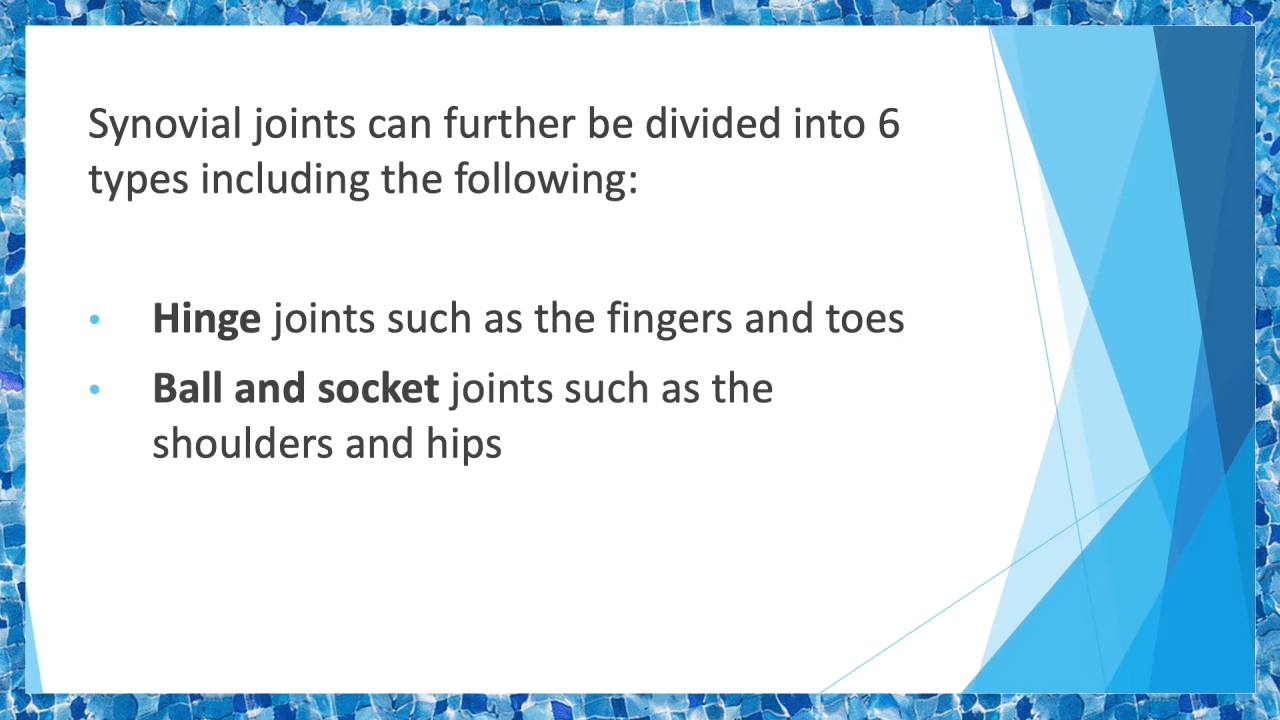 Synovial joints can further be divided into 6
types including the following:
• Hinge joints such as the fingers and toes
• Ball and socket joints such as the
shoulders and hips